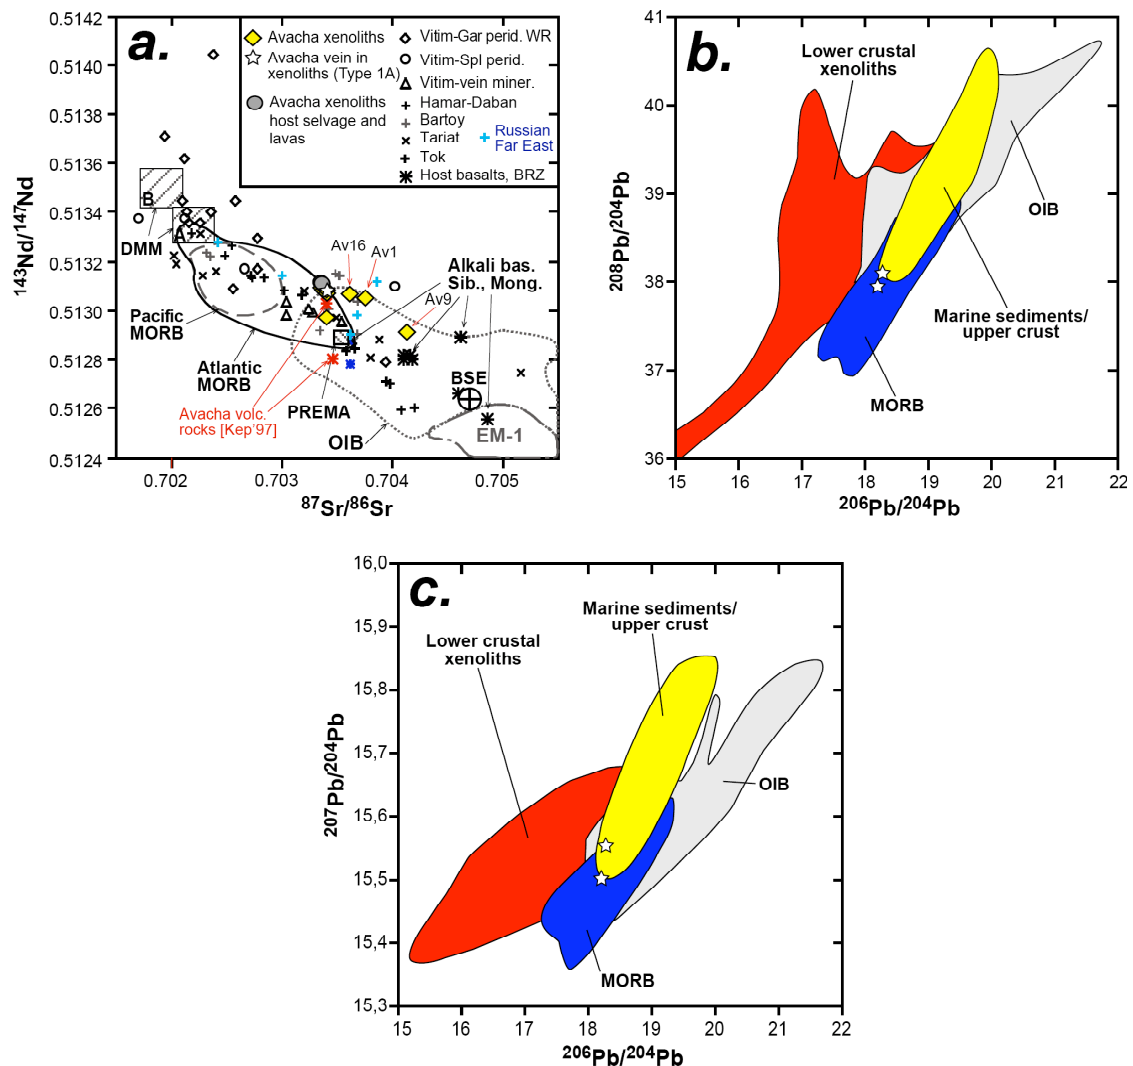 a.
0.5142
0.5140
0.5138
0.5136
0.5134
0.5132
0.5130
0.5128
0.5126
0.5124
143Nd/147Nd
Avacha xenoliths
Avacha vein in
xenoliths (Type 1A)
Avacha xenoliths
host selvage and
lavas
Vitim-Gar perid. WR
Vitim-Spl perid.
Vitim-vein miner.
Hamar-Daban
Bartoy
Tariat
Tok
Host basalts, BRZ
Russian
Far East
B
A
DMM
Pacific
MORB
Atlantic
MORB
Av16
Av1
Av9
Alkali bas.
Sib., Mong.
BSE
PREMA
OIB
EM-1
Avacha volc.
rocks [Kep'97]
0.702
0.703
0.704
0.705
87Sr/86Sr
b.
41
40
39
38
37
36
208Pb/204Pb
Lower crustal
xenoliths
OIB
Marine sediments/
upper crust
MORB
15
16
17
18
19
20
21
22
206Pb/204Pb
c.
16,0
15,9
15,8
15,7
15,6
15,5
15,4
15,3
207Pb/204Pb
Marine sediments/
upper crust
Lower crustal
xenoliths
OIB
MORB
15
16
17
18
19
20
21
22
206Pb/204Pb